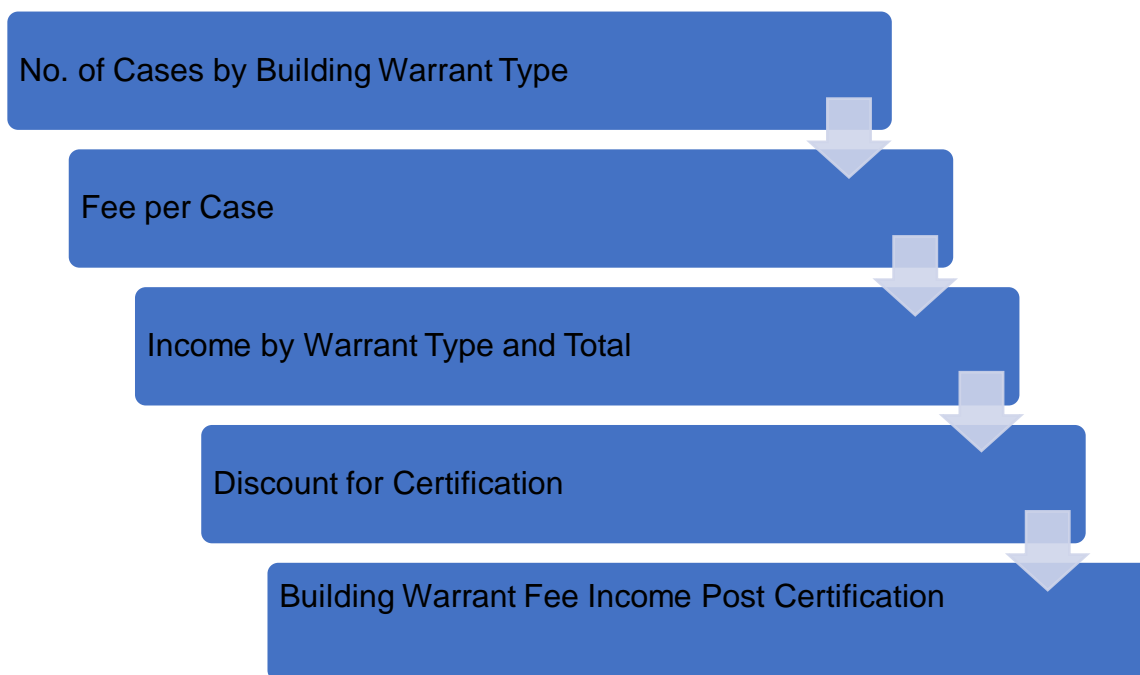 No. of Cases by Building Warrant Type
Fee per Case
Income by Warrant Type and Total
Discount for Certification
Building Warrant Fee Income Post Certification